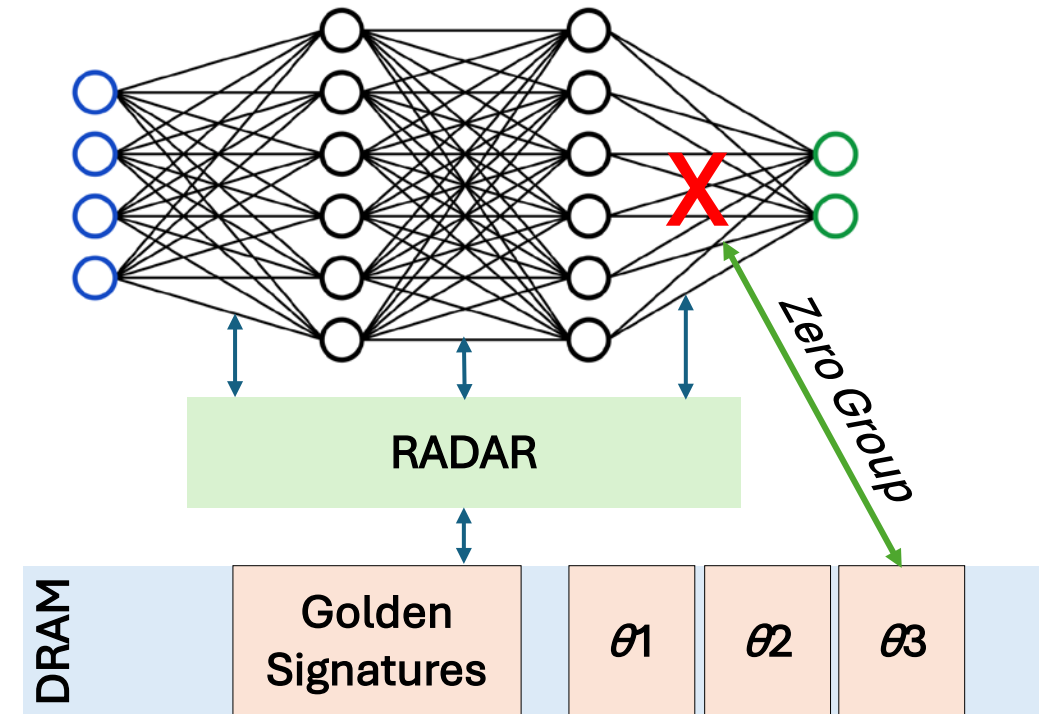 X
Zero Group
RADAR
DRAM
Golden
Signatures
θ1
θ2
θ3